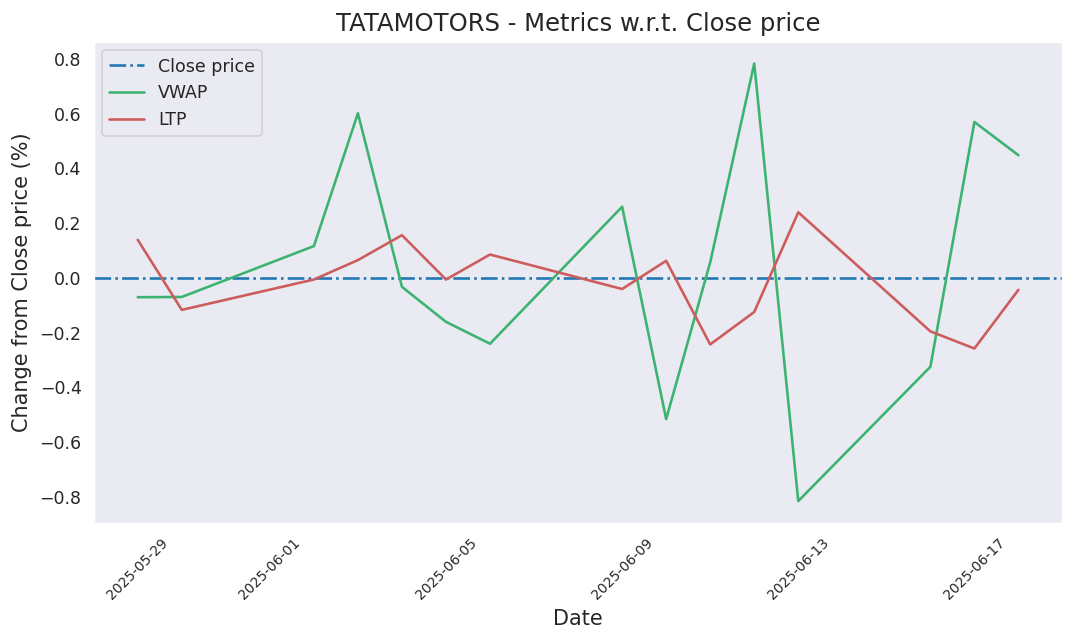 TATAMOTORS - Metrics w.r.t. Close price
Close price
VWAP
LTP
Change from Close price (%)
0.8
0.6
0.4
0.2
0.0
−0.2
−0.4
−0.6
−0.8
2025-05-29
2025-06-01
2025-06-05
2025-06-09
2025-06-13
2025-06-17
Date